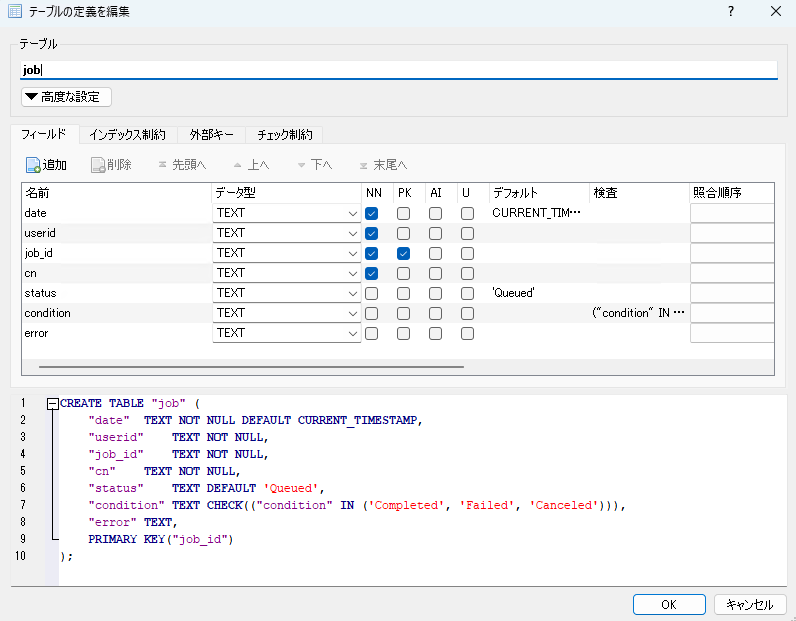 テーブルの定義を編集
?
テーブル
job
高度な設定
フィールド インデックス制約 外部キー チェック制約
追加 削除 先頭へ 上へ 下へ 末尾へ
名前 データ型 NN PK AI U デフォルト 検査 照合順序
date TEXT CURRENT_TIM…
userid TEXT
job_id TEXT
cn TEXT
status TEXT 'Queued'
condition TEXT ("condition" IN …
error TEXT
1 CREATE TABLE "job" (
2 "date" TEXT NOT NULL DEFAULT CURRENT_TIMESTAMP,
3 "userid" TEXT NOT NULL,
4 "job_id" TEXT NOT NULL,
5 "cn" TEXT NOT NULL,
6 "status" TEXT DEFAULT 'Queued',
7 "condition" TEXT CHECK(("condition" IN ('Completed', 'Failed', 'Canceled'))),
8 "error" TEXT,
9 PRIMARY KEY("job_id")
10 );
OK キャンセル